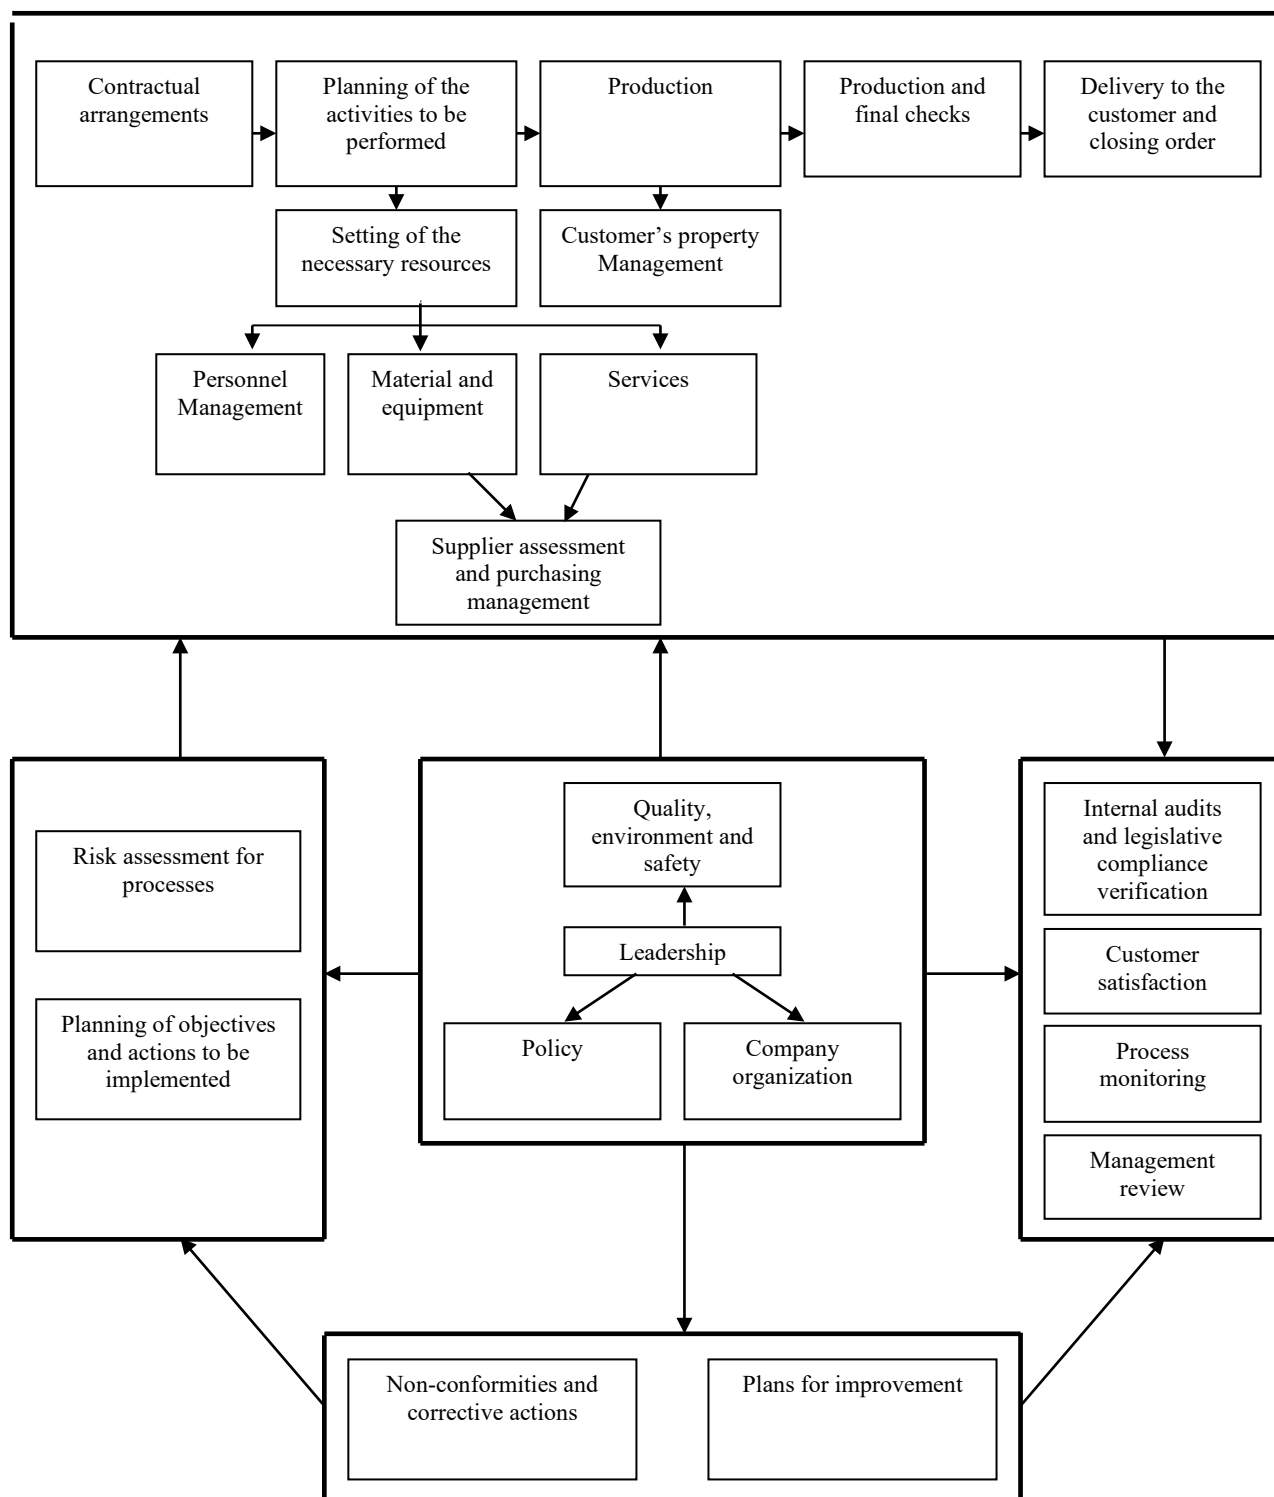 Contractual
arrangements
Planning of the
activities to be
performed
Production
Production and
final checks
Delivery to the
customer and
closing order
Setting of the
necessary resources
Customer’s property
Management
Personnel
Management
Material and
equipment
Services
Supplier assessment
and purchasing
management
Risk assessment for
processes
Planning of objectives
and actions to be
implemented
Quality,
environment and
safety
Leadership
Policy
Company
organization
Internal audits
and legislative
compliance
verification
Customer
satisfaction
Process
monitoring
Management
review
Non-conformities and
corrective actions
Plans for improvement